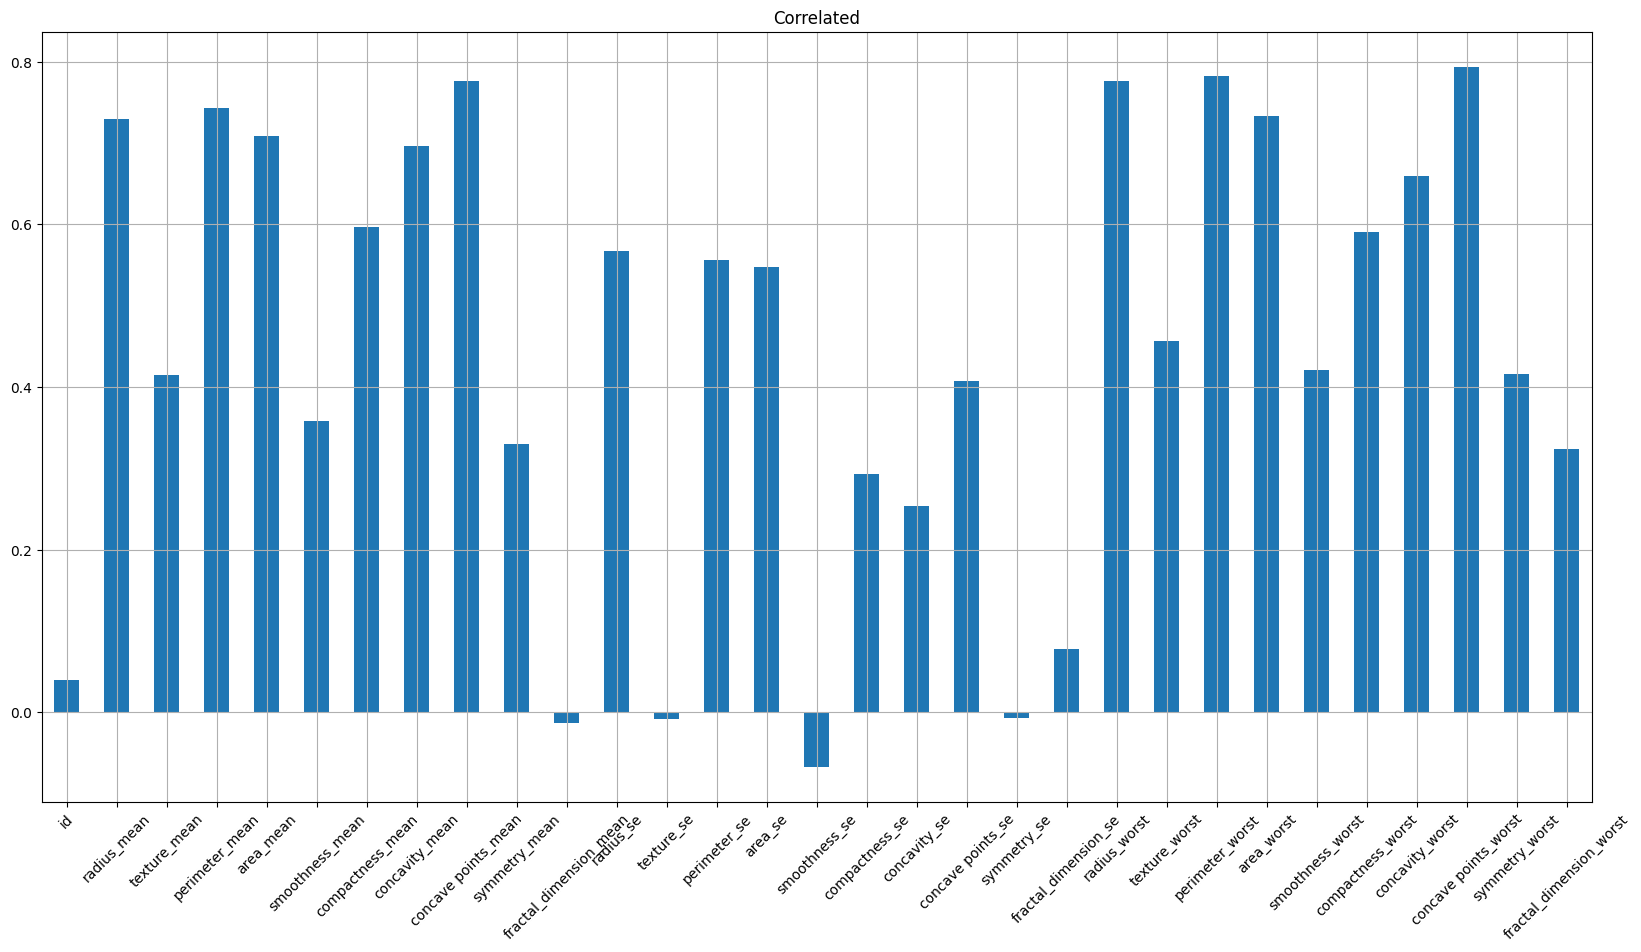 Correlated
0.8
0.6
0.4
0.2
0.0
id
radius_mean
texture_mean
perimeter_mean
area_mean
smoothness_mean
compactness_mean
concavity_mean
concave points_mean
symmetry_mean
fractal_dimension_mean
radius_se
texture_se
perimeter_se
area_se
smoothness_se
compactness_se
concavity_se
concave points_se
symmetry_se
fractal_dimension_se
radius_worst
texture_worst
perimeter_worst
area_worst
smoothness_worst
compactness_worst
concavity_worst
concave points_worst
symmetry_worst
fractal_dimension_worst